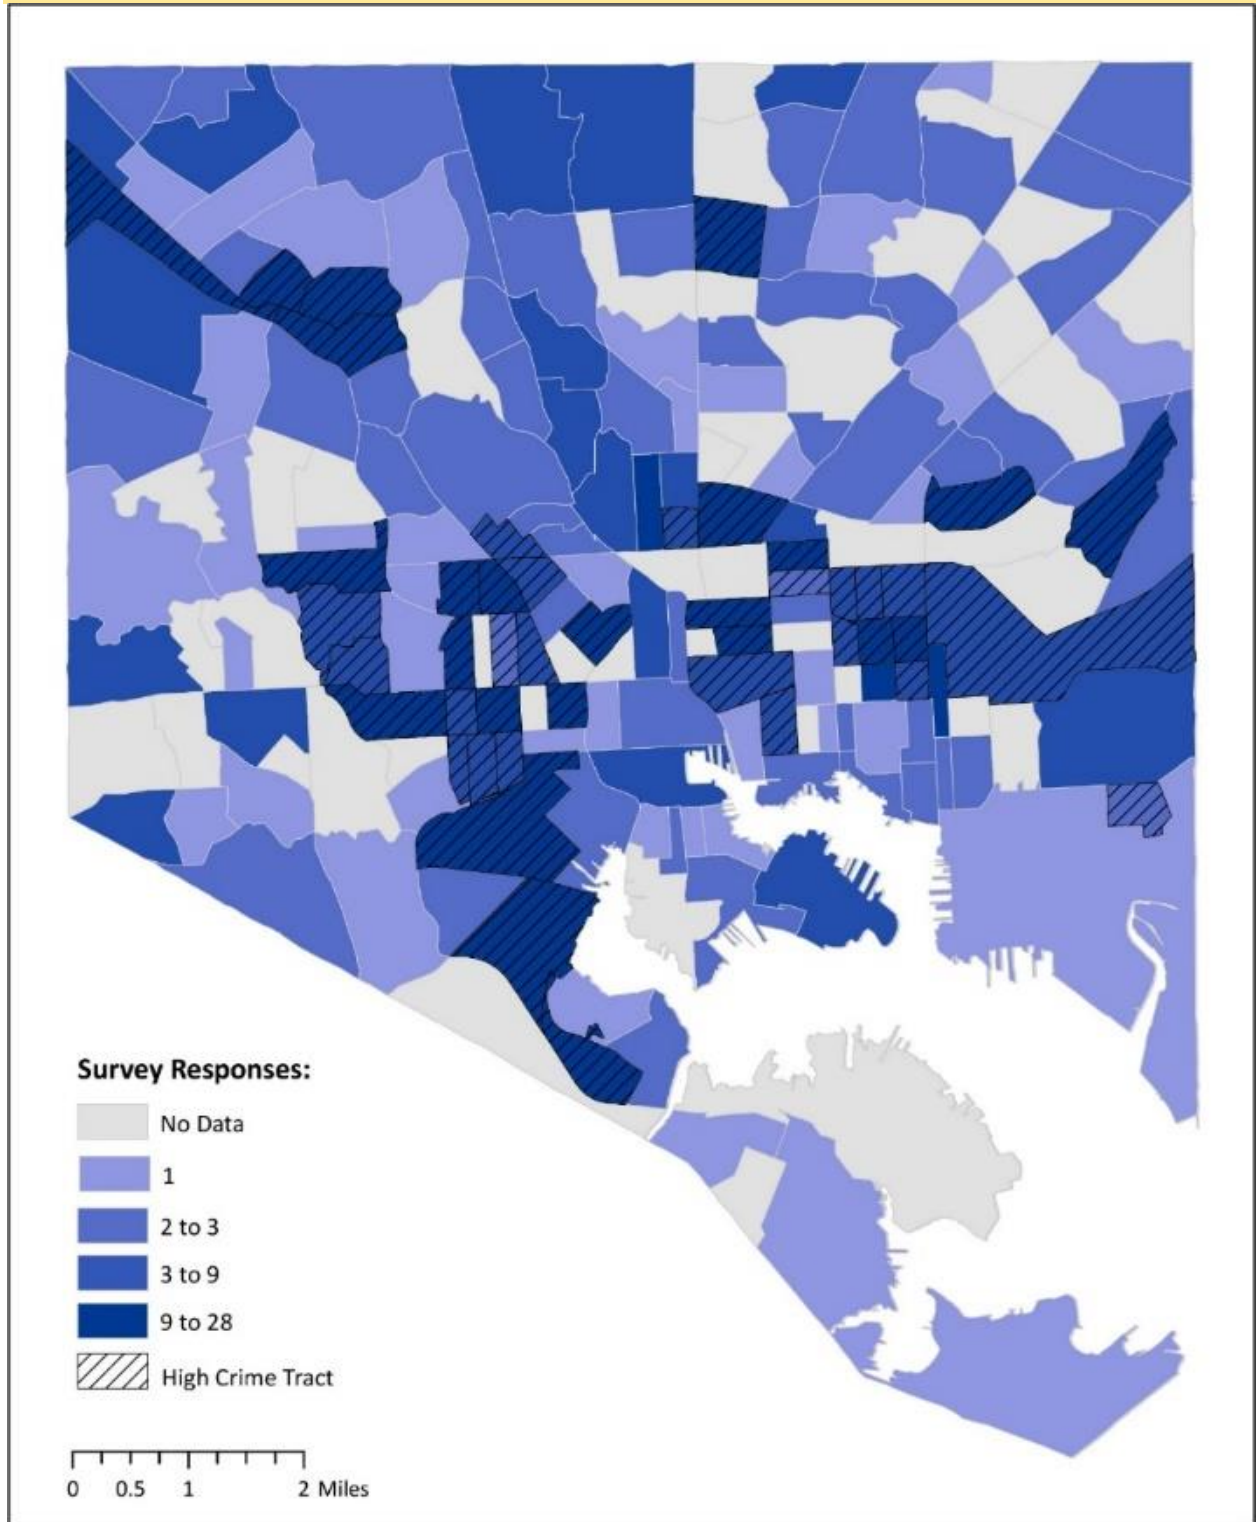 Survey Responses:
No Data
1
2 to 3
3 to 9
9 to 28
High Crime Tract
0 0.5 1 2 Miles